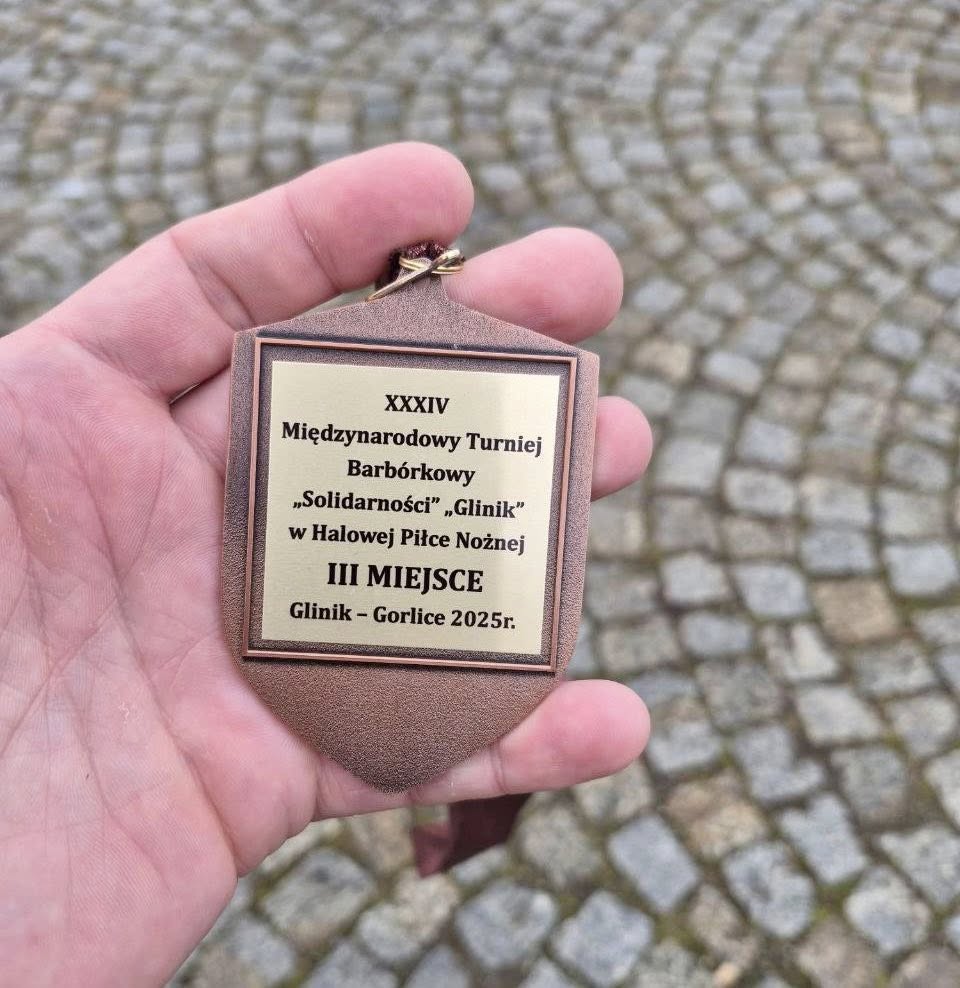 XXXIV
Międzynarodowy Turniej
Barbórkowy
„Solidarności” „Glinik”
w Halowej Piłce Nożnej
III MIEJSCE
Glinik – Gorlice 2025r.